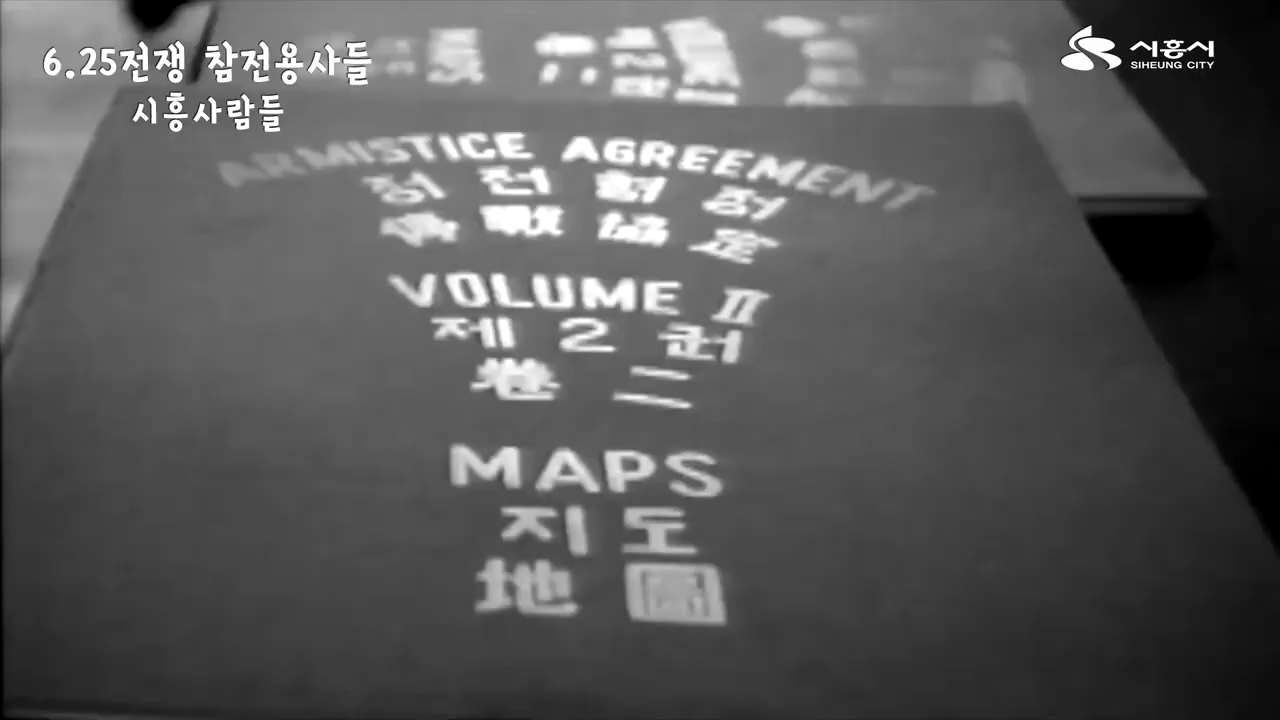 6.25전쟁 참전용사들
시흥사람들
시흥시
SIHEUNG CITY
ARMISTICE AGREEMENT
정전협정
停戰協定
VOLUME II
제 2 권
卷 二
MAPS
지도
地圖